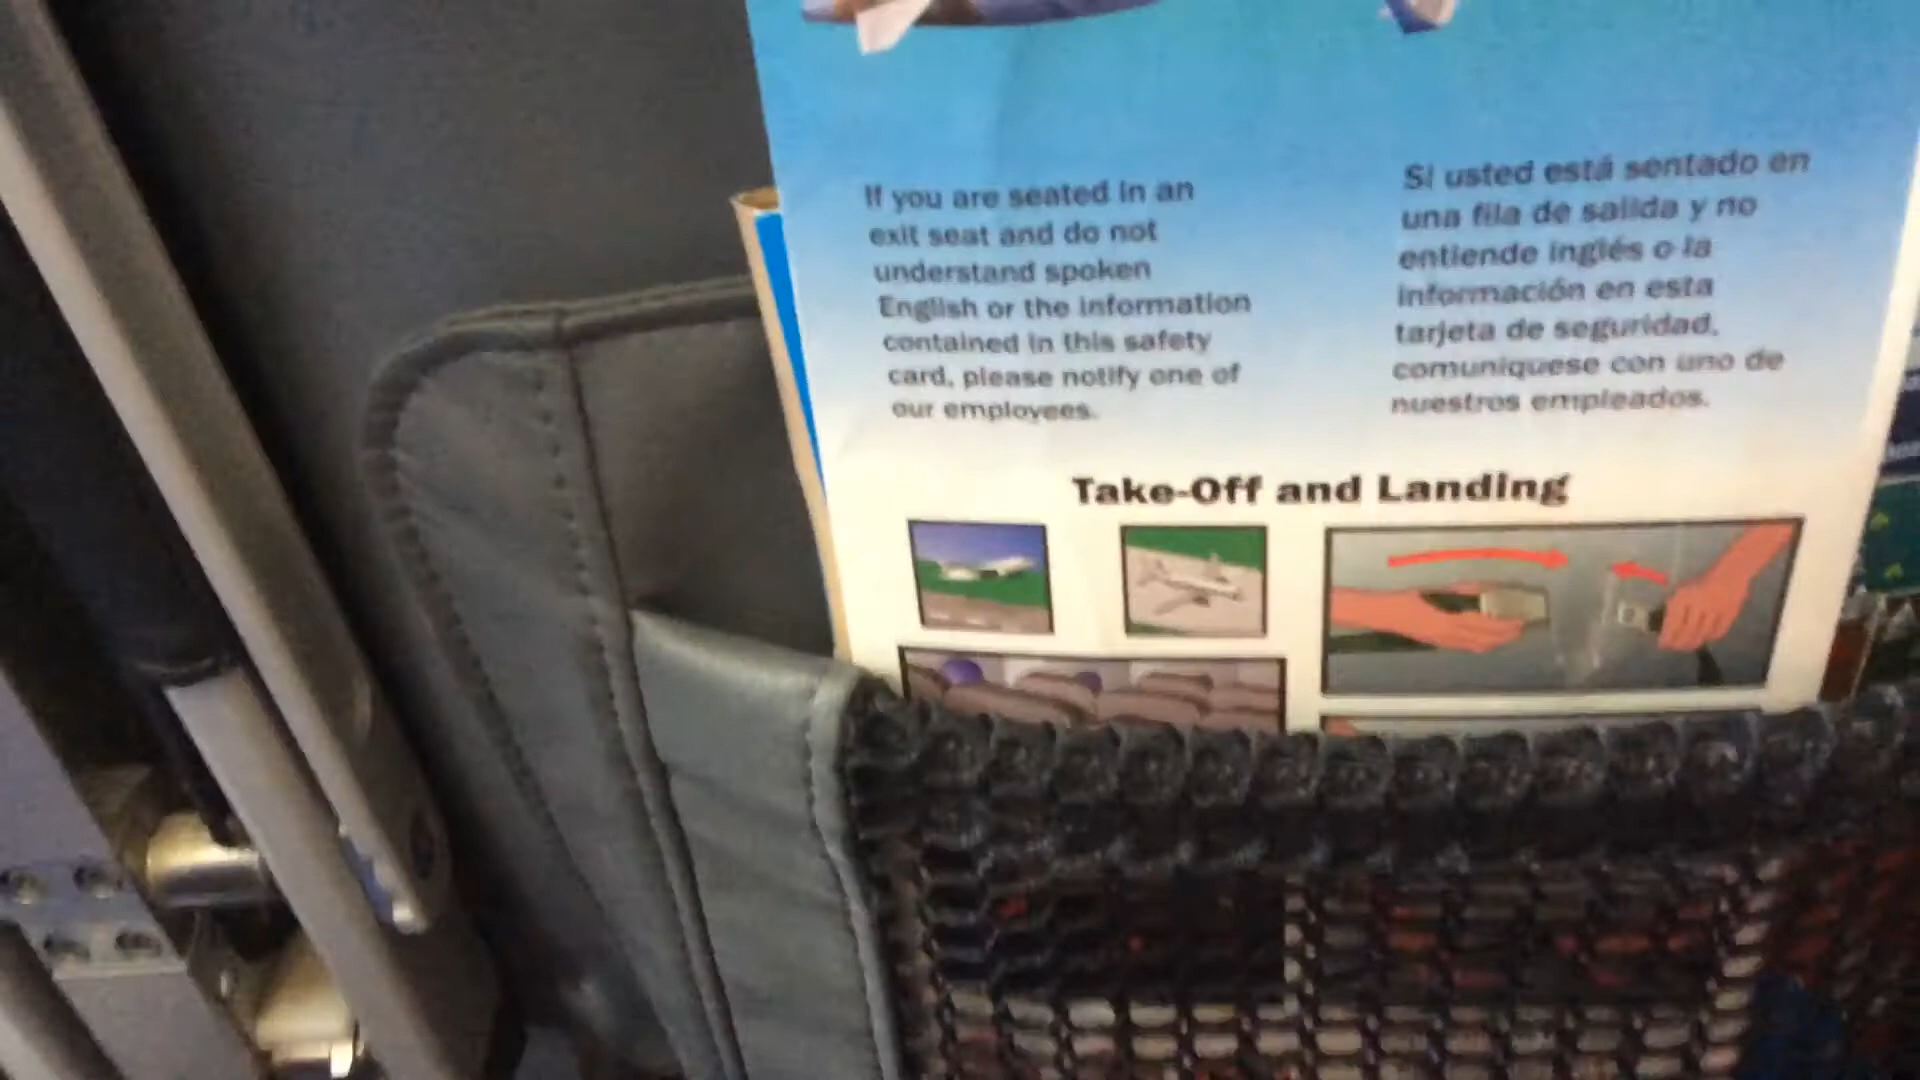 If you are seated in an
exit seat and do not
understand spoken
English or the information
contained in this safety
card, please notify one of
our employees.
Si usted está sentado en
una fila de salida y no
entiende inglés o la
información en esta
tarjeta de seguridad,
comuníquese con uno de
nuestros empleados.
Take-Off and Landing